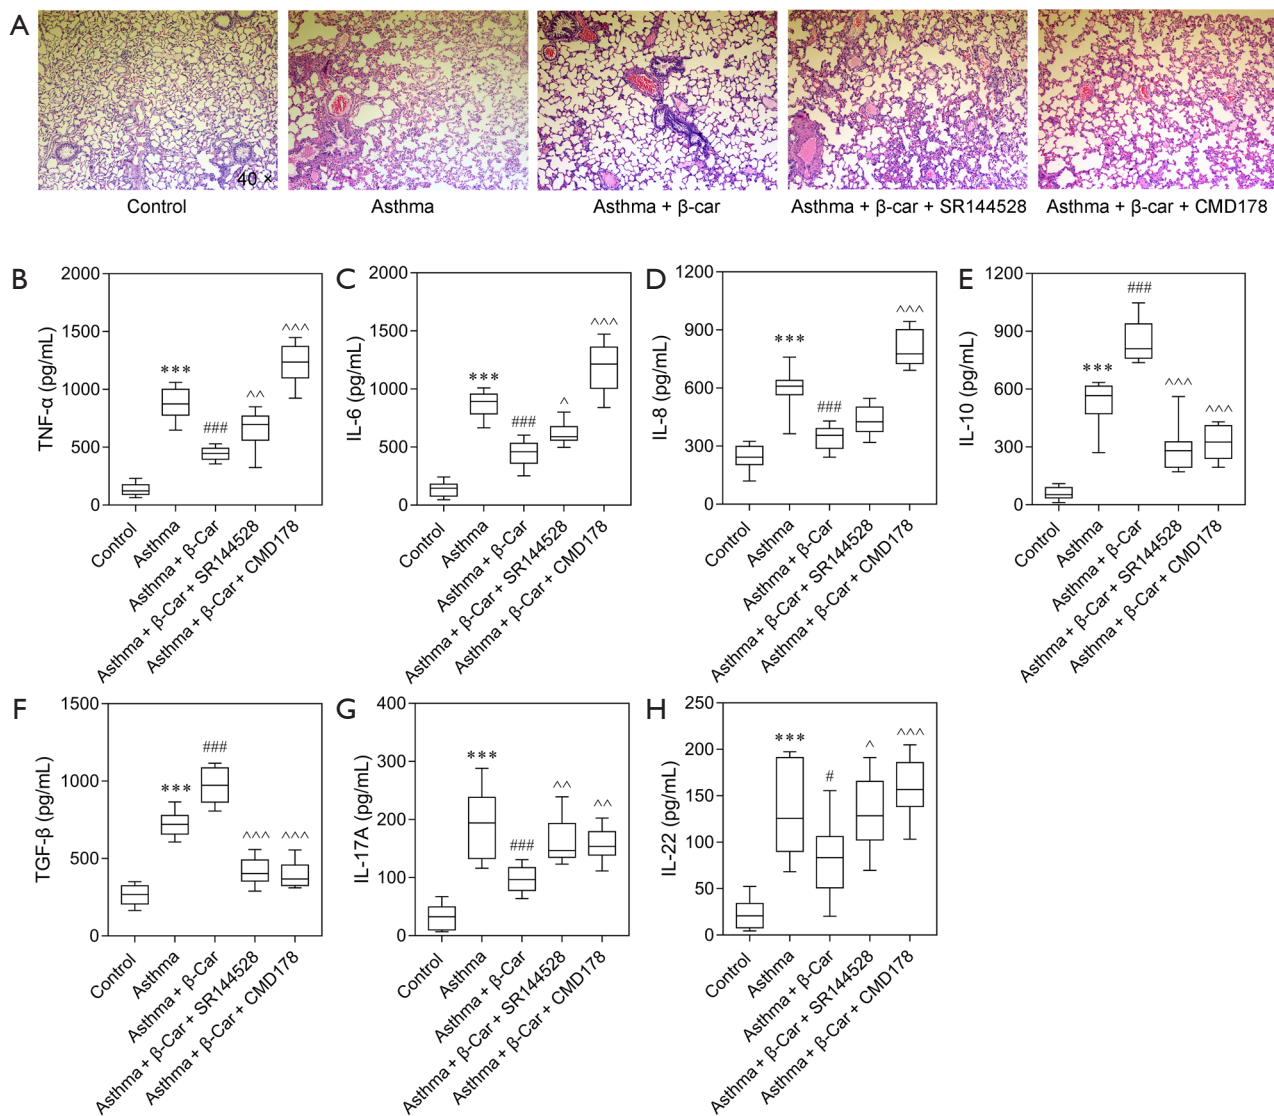 A
40 ×
Control
Asthma
Asthma + β-car
Asthma + β-car + SR144528
Asthma + β-car + CMD178
B
TNF-α (pg/mL)
2000
1500
1000
500
0
***
###
^^
^^^
Control
Asthma
Asthma + β-Car
Asthma + β-Car + SR144528
Asthma + β-Car + CMD178
C
IL-6 (pg/mL)
2000
1500
1000
500
0
***
###
^
^^^
Control
Asthma
Asthma + β-Car
Asthma + β-Car + SR144528
Asthma + β-Car + CMD178
D
IL-8 (pg/mL)
1200
900
600
300
0
***
###
^^^
Control
Asthma
Asthma + β-Car
Asthma + β-Car + SR144528
Asthma + β-Car + CMD178
E
IL-10 (pg/mL)
1200
900
600
300
0
***
###
^^^
^^^
Control
Asthma
Asthma + β-Car
Asthma + β-Car + SR144528
Asthma + β-Car + CMD178
F
TGF-β (pg/mL)
1500
1000
500
0
***
###
^^^
^^^
Control
Asthma
Asthma + β-Car
Asthma + β-Car + SR144528
Asthma + β-Car + CMD178
G
IL-17A (pg/mL)
400
300
200
100
0
***
###
^^
^^
Control
Asthma
Asthma + β-Car
Asthma + β-Car + SR144528
Asthma + β-Car + CMD178
H
IL-22 (pg/mL)
250
200
150
100
50
0
***
#
^
^^^
Control
Asthma
Asthma + β-Car
Asthma + β-Car + SR144528
Asthma + β-Car + CMD178